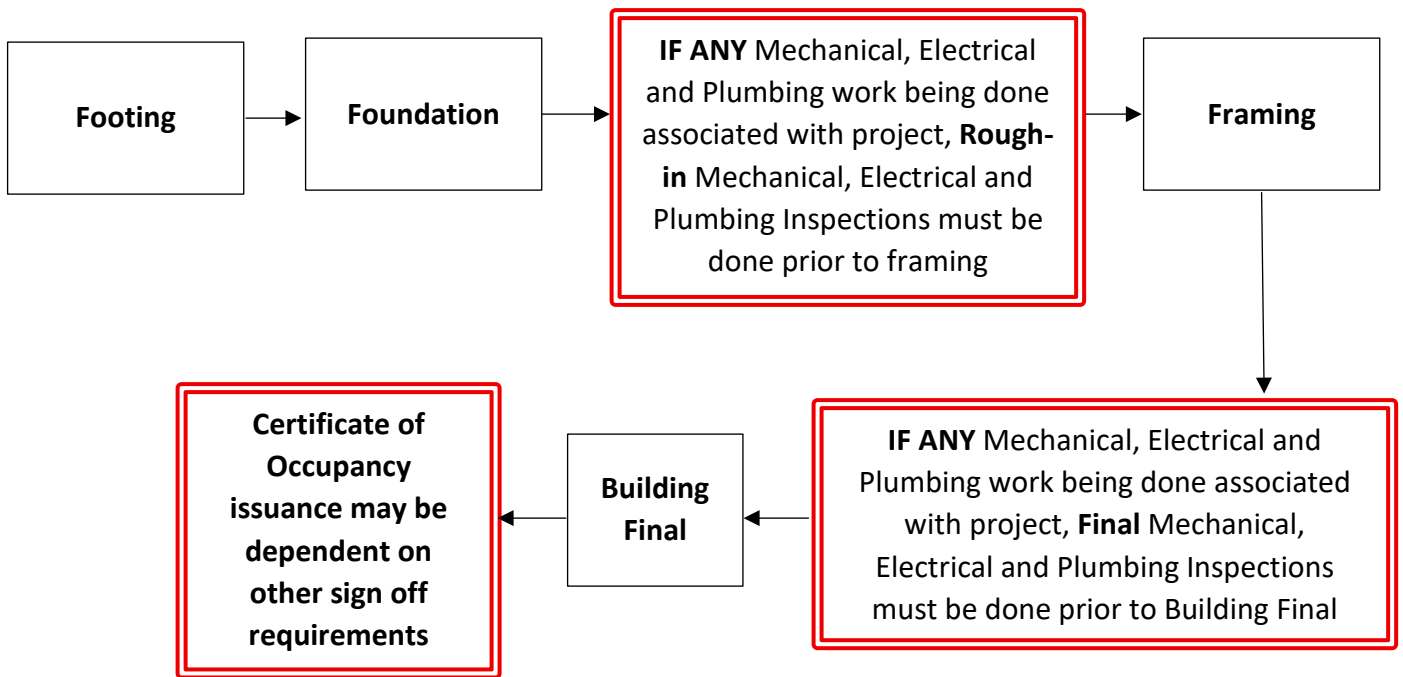 Footing
Foundation
IF ANY Mechanical, Electrical
and Plumbing work being done
associated with project, Rough-
in Mechanical, Electrical and
Plumbing Inspections must be
done prior to framing
Framing
IF ANY Mechanical, Electrical and
Plumbing work being done associated
with project, Final Mechanical,
Electrical and Plumbing Inspections
must be done prior to Building Final
Building
Final
Certificate of
Occupancy
issuance may be
dependent on
other sign off
requirements